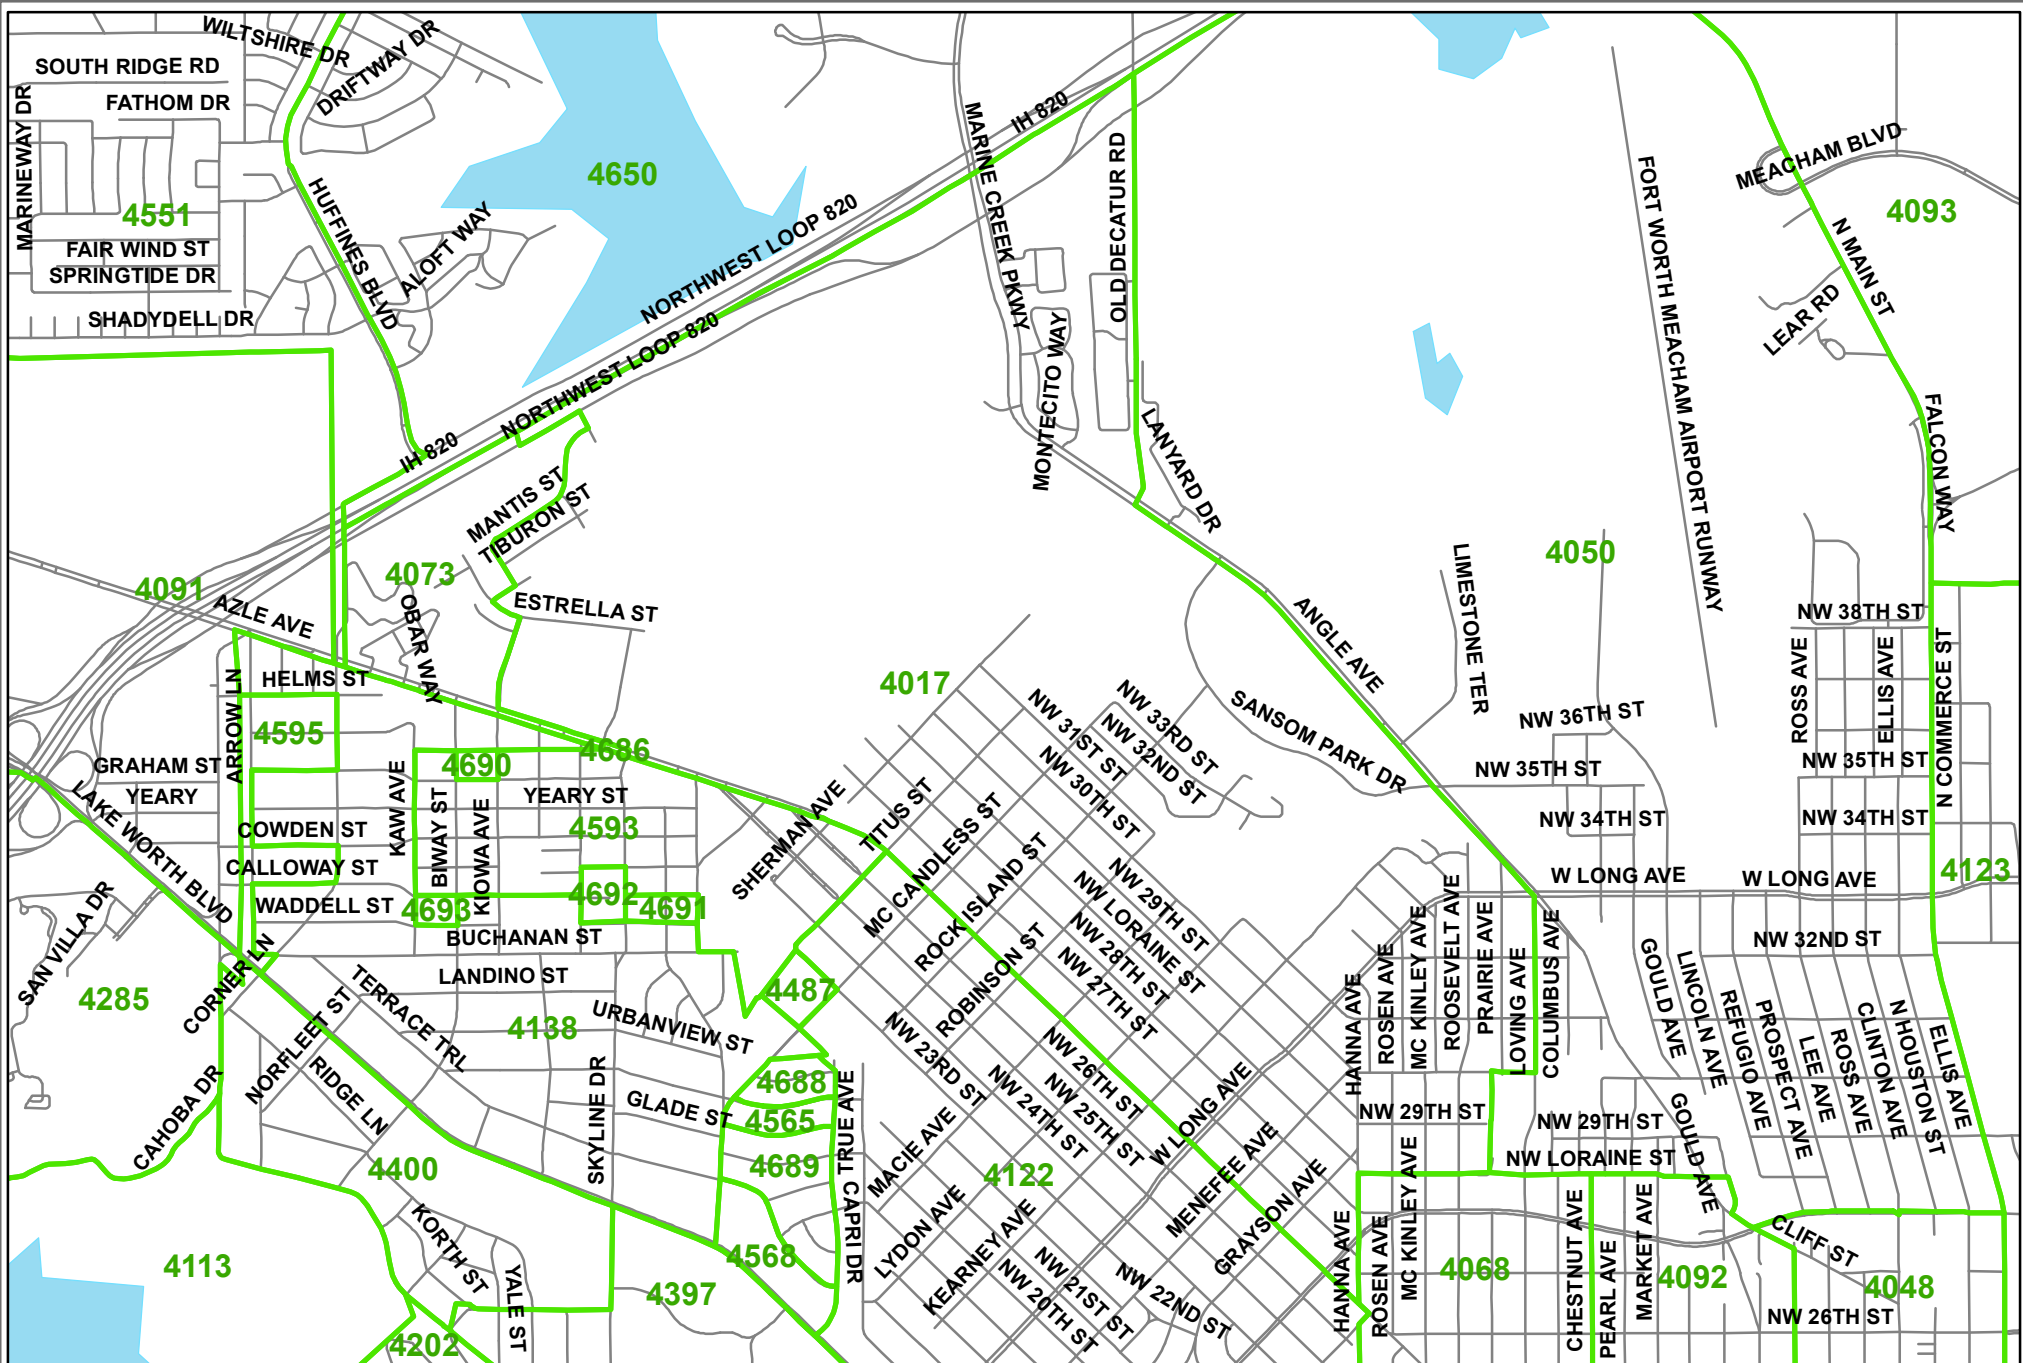 WILTSHIRE DR
DRIFTWAY DR
SOUTH RIDGE RD
FATHOM DR
MARINEWAY DR
4551
FAIR WIND ST
SPRINGTIDE DR
SHADYDELL DR
HUFFINES BLVD
ALOFT WAY
4650
NORTHWEST LOOP 820
NORTHWEST LOOP 820
IH 820
IH 820
MARINE CREEK PKWY
OLD DECATUR RD
MONTECITO WAY
LANYARD DR
FORT WORTH MEACHAM AIRPORT RUNWAY
MEACHAM BLVD
4093
N MAIN ST
LEAR RD
FALCON WAY
MANTIS ST
TIBURON ST
4091
4073
AZLE AVE
OBAR WAY
ESTRELLA ST
4017
4050
LIMESTONE TER
ANGLE AVE
SANSOM PARK DR
NW 38TH ST
ROSS AVE
ELLIS AVE
N COMMERCE ST
NW 36TH ST
NW 35TH ST
NW 35TH ST
NW 34TH ST
NW 34TH ST
HELMS ST
ARROW LN
4595
GRAHAM ST
YEARY
4690
4686
KAW AVE
BIWAY ST
KIOWA AVE
YEARY ST
4593
COWDEN ST
CALLOWAY ST
WADDELL ST
4693
4692
4691
LAKE WORTH BLVD
SAN VILLA DR
CORNER LN
BUCHANAN ST
LANDINO ST
SHERMAN AVE
TITUS ST
MC CANDLESS ST
ROCK ISLAND ST
ROBINSON ST
NW 33RD ST
NW 32ND ST
NW 31ST ST
NW 30TH ST
NW 29TH ST
NW LORAINE ST
NW 28TH ST
NW 27TH ST
NW 26TH ST
NW 25TH ST
NW 24TH ST
NW 23RD ST
W LONG AVE
W LONG AVE
4123
NW 32ND ST
4285
4487
4138
URBANVIEW ST
TERRACE TRL
NORFLEET ST
RIDGE LN
CAHOBA DR
SKYLINE DR
GLADE ST
4688
4565
4689
TRUE AVE
CAPRI DR
MACIE AVE
LYDON AVE
KEARNEY AVE
4122
W LONG AVE
MENEFEE AVE
GRAYSON AVE
HANNA AVE
ROSEN AVE
MC KINLEY AVE
ROOSEVELT AVE
PRAIRIE AVE
LOVING AVE
COLUMBUS AVE
GOULD AVE
LINCOLN AVE
REFUGIO AVE
PROSPECT AVE
LEE AVE
ROSS AVE
CLINTON AVE
N HOUSTON ST
ELLIS AVE
NW 29TH ST
NW 29TH ST
NW LORAINE ST
GOULD AVE
4400
KORTH ST
YALE ST
4113
4202
4397
4568
NW 22ND ST
NW 21ST ST
NW 20TH ST
HANNA AVE
ROSEN AVE
MC KINLEY AVE
4068
CHESTNUT AVE
PEARL AVE
MARKET AVE
4092
CLIFF ST
4048
NW 26TH ST